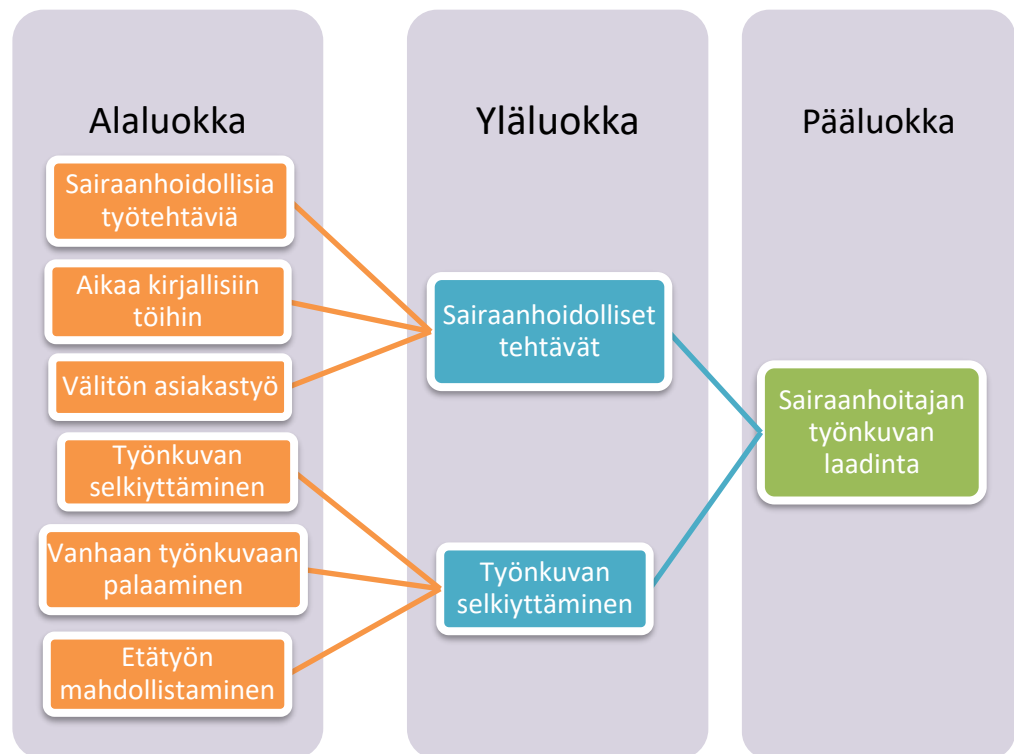 Alaluokka
Sairaanhoidollisia
työtehtäviä
Aikaa kirjallisiin
töihin
Välitön asiakastyö
Työnkuvan
selkiyttäminen
Vanhaan työnkuvaan
palaaminen
Etätyön
mahdollistaminen
Yläluokka
Sairaanhoidolliset
tehtävät
Työnkuvan
selkiyttäminen
Pääluokka
Sairaanhoitajan
työnkuvan
laadinta